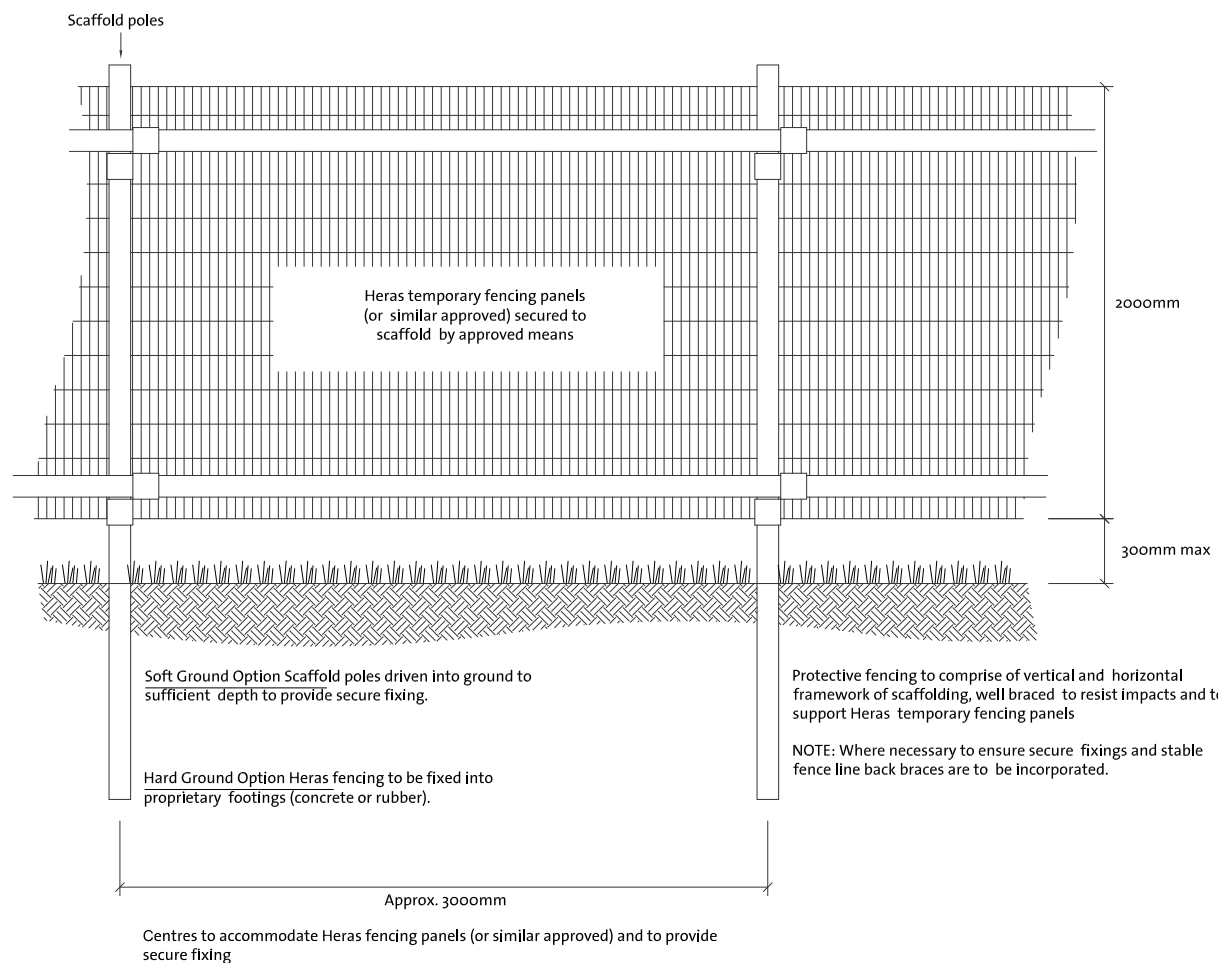 Scaffold poles
Heras temporary fencing panels
(or similar approved) secured to
scaffold by approved means
2000mm
300mm max
Soft Ground Option Scaffold poles driven into ground to
sufficient depth to provide secure fixing.
Protective fencing to comprise of vertical and horizontal
framework of scaffolding, well braced to resist impacts and to
support Heras temporary fencing panels
NOTE: Where necessary to ensure secure fixings and stable
fence line back braces are to be incorporated.
Hard Ground Option Heras fencing to be fixed into
proprietary footings (concrete or rubber).
Approx. 3000mm
Centres to accommodate Heras fencing panels (or similar approved) and to provide
secure fixing